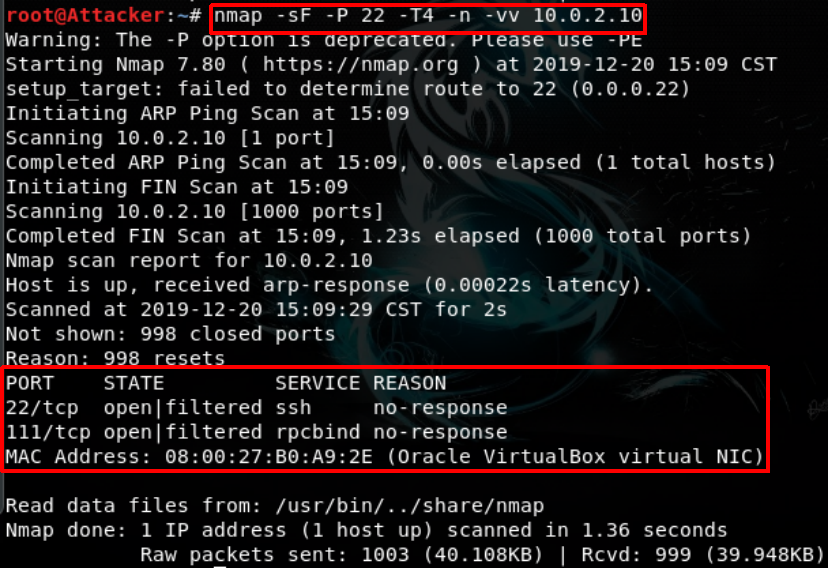 root@Attacker:~# nmap -sF -P 22 -T4 -n -vv 10.0.2.10
Warning: The -P option is deprecated. Please use -PE
Starting Nmap 7.80 ( https://nmap.org ) at 2019-12-20 15:09 CST
setup_target: failed to determine route to 22 (0.0.0.22)
Initiating ARP Ping Scan at 15:09
Scanning 10.0.2.10 [1 port]
Completed ARP Ping Scan at 15:09, 0.00s elapsed (1 total hosts)
Initiating FIN Scan at 15:09
Scanning 10.0.2.10 [1000 ports]
Completed FIN Scan at 15:09, 1.23s elapsed (1000 total ports)
Nmap scan report for 10.0.2.10
Host is up, received arp-response (0.00022s latency).
Scanned at 2019-12-20 15:09:29 CST for 2s
Not shown: 998 closed ports
Reason: 998 resets
PORT    STATE         SERVICE REASON
22/tcp  open|filtered ssh     no-response
111/tcp open|filtered rpcbind no-response
MAC Address: 08:00:27:B0:A9:2E (Oracle VirtualBox virtual NIC)
Read data files from: /usr/bin/../share/nmap
Nmap done: 1 IP address (1 host up) scanned in 1.36 seconds
Raw packets sent: 1003 (40.108KB) | Rcvd: 999 (39.948KB)